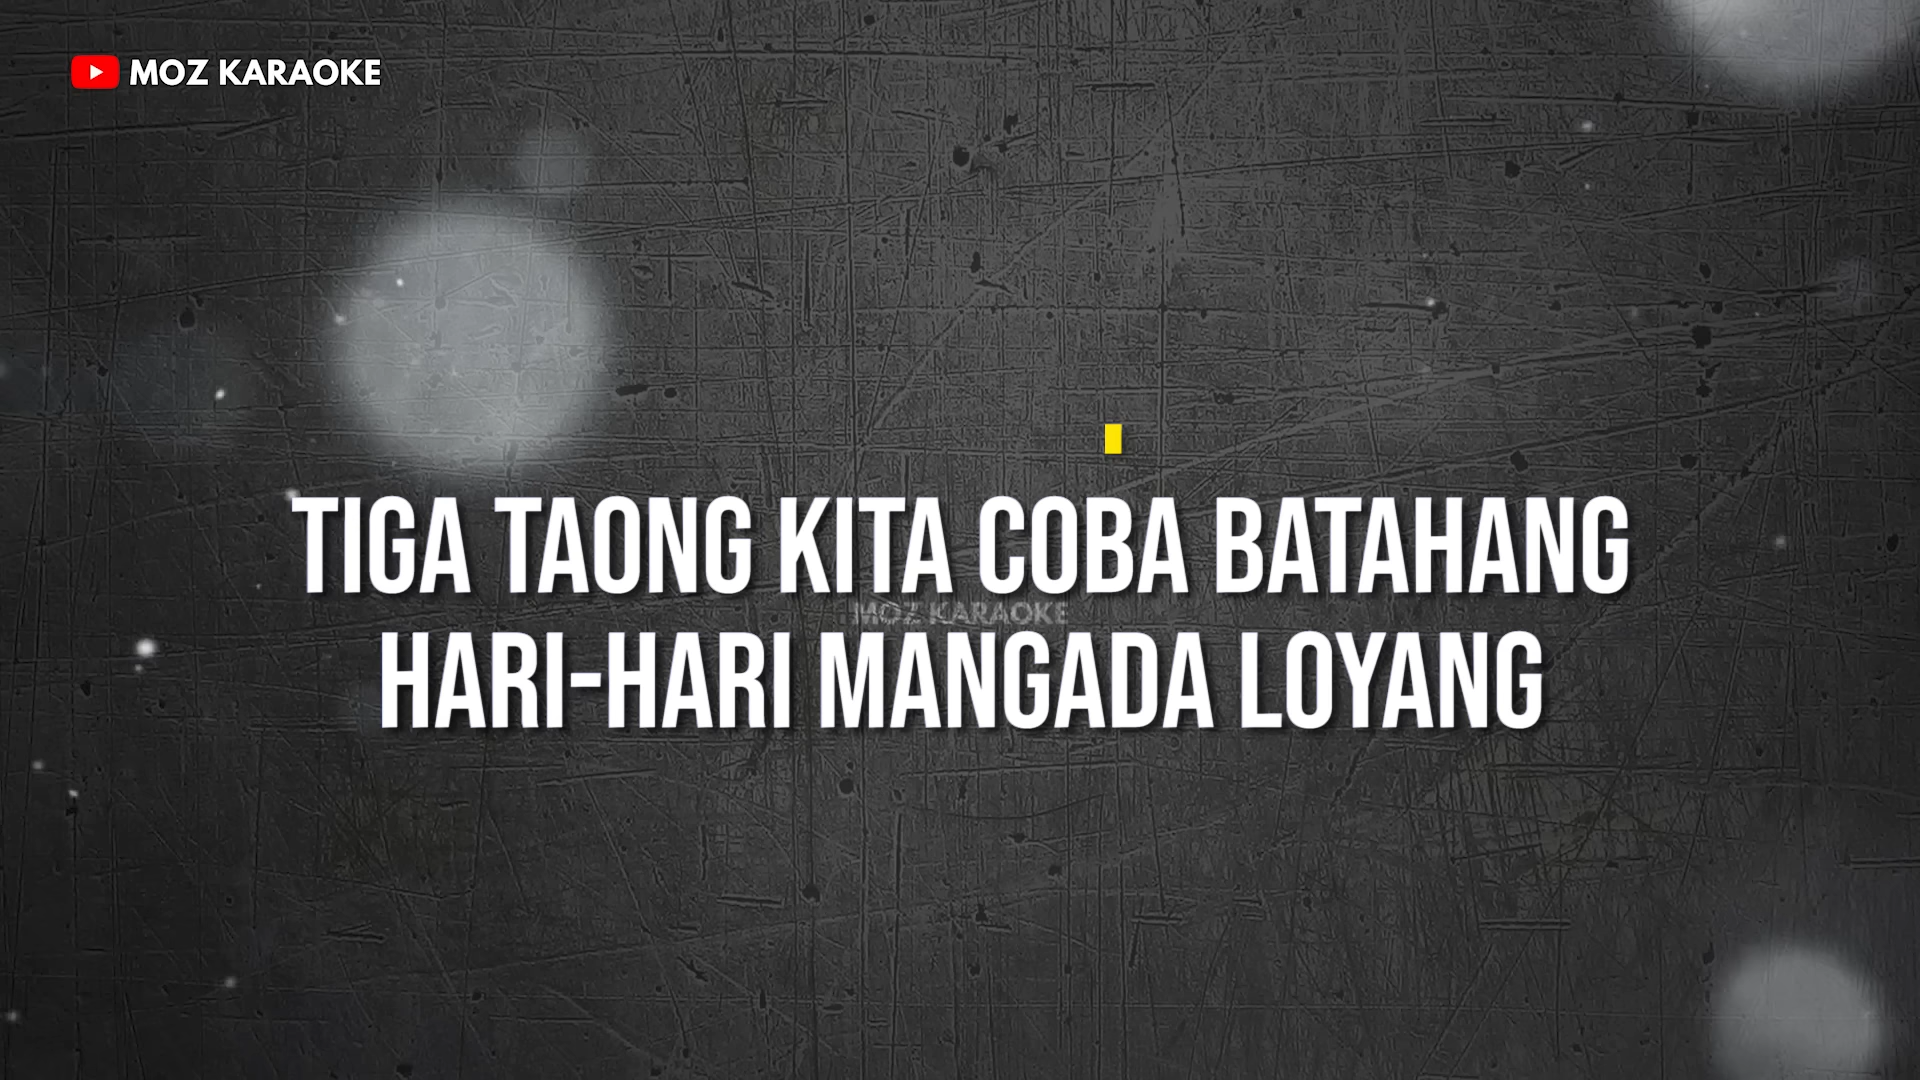 MOZ KARAOKE
TIGA TAONG KITA COBA BATAHANG
MOZ KARAOKE
HARI-HARI MANGADA LOYANG